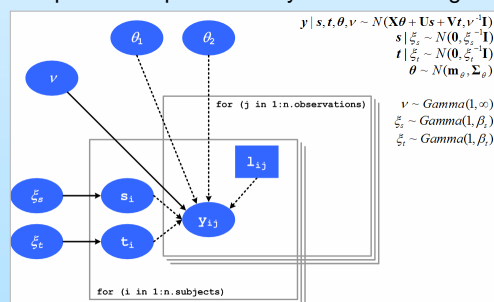 y | s, t, θ, ν ~ N(Xθ + Us + Vt, ν⁻¹I)
s | ξₛ ~ N(0, ξₛ⁻¹I)
t | ξₜ ~ N(0, ξₜ⁻¹I)
θ ~ N(m_θ, Σ_θ)
ν ~ Gamma(1, ∞)
ξₛ ~ Gamma(1, βₛ)
ξₜ ~ Gamma(1, βₜ)
θ₁
θ₂
ν
for (j in 1:n.observations)
lij
ξs
si
yij
ξt
ti
for (i in 1:n.subjects)